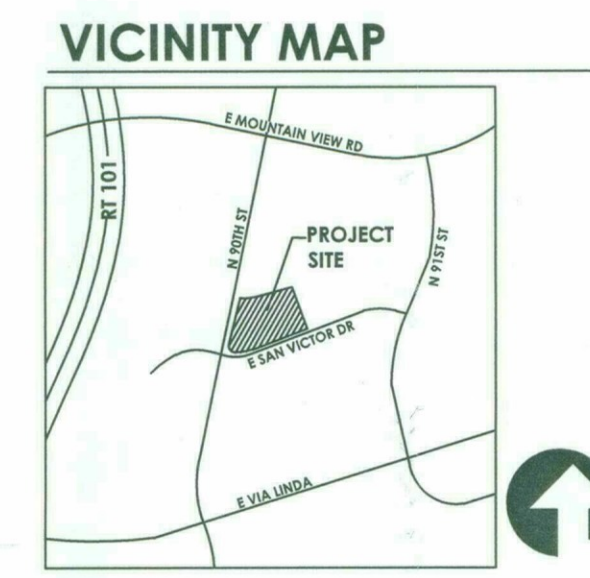 VICINITY MAP
E MOUNTAIN VIEW RD
RT 101
N 90TH ST
PROJECT
SITE
N 91ST ST
E SAN VICTOR DR
E VIA LINDA